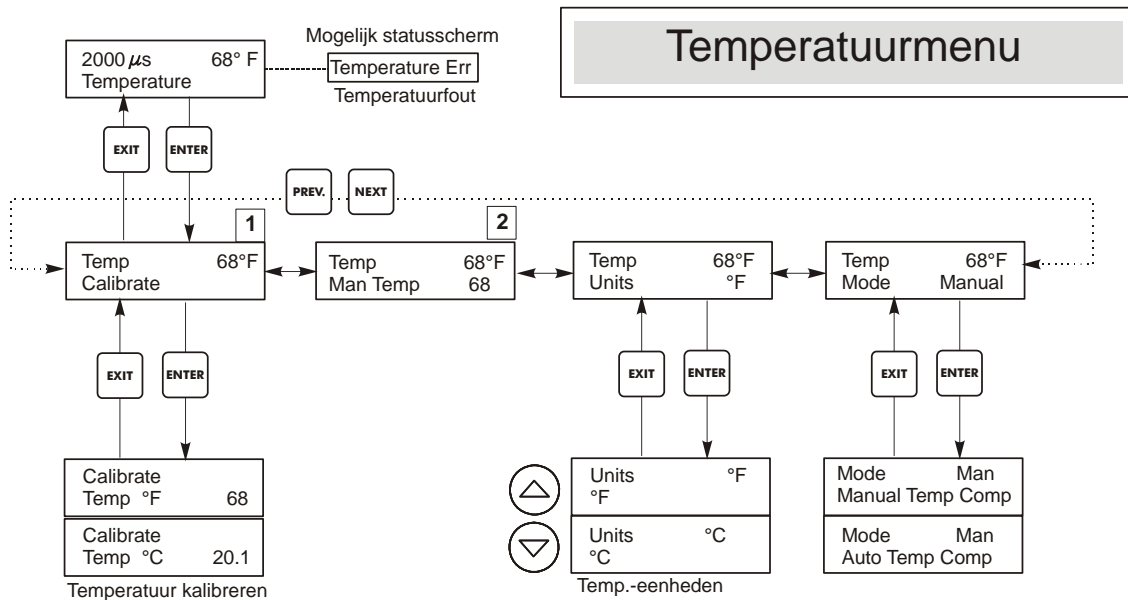 Temperatuurmenu
Mogelijk statusscherm
2000 µs 68° F
Temperature
Temperature Err
Temperatuurfout
EXIT ENTER
PREV. NEXT
1
2
Temp 68°F
Calibrate
Temp 68°F
Man Temp 68
Temp 68°F
Units °F
Temp 68°F
Mode Manual
EXIT ENTER
EXIT ENTER
EXIT ENTER
Calibrate
Temp °F 68
Calibrate
Temp °C 20.1
Temperatuur kalibreren
Units °F
°F
Units °C
°C
Temp.-eenheden
Mode Man
Manual Temp Comp
Mode Man
Auto Temp Comp